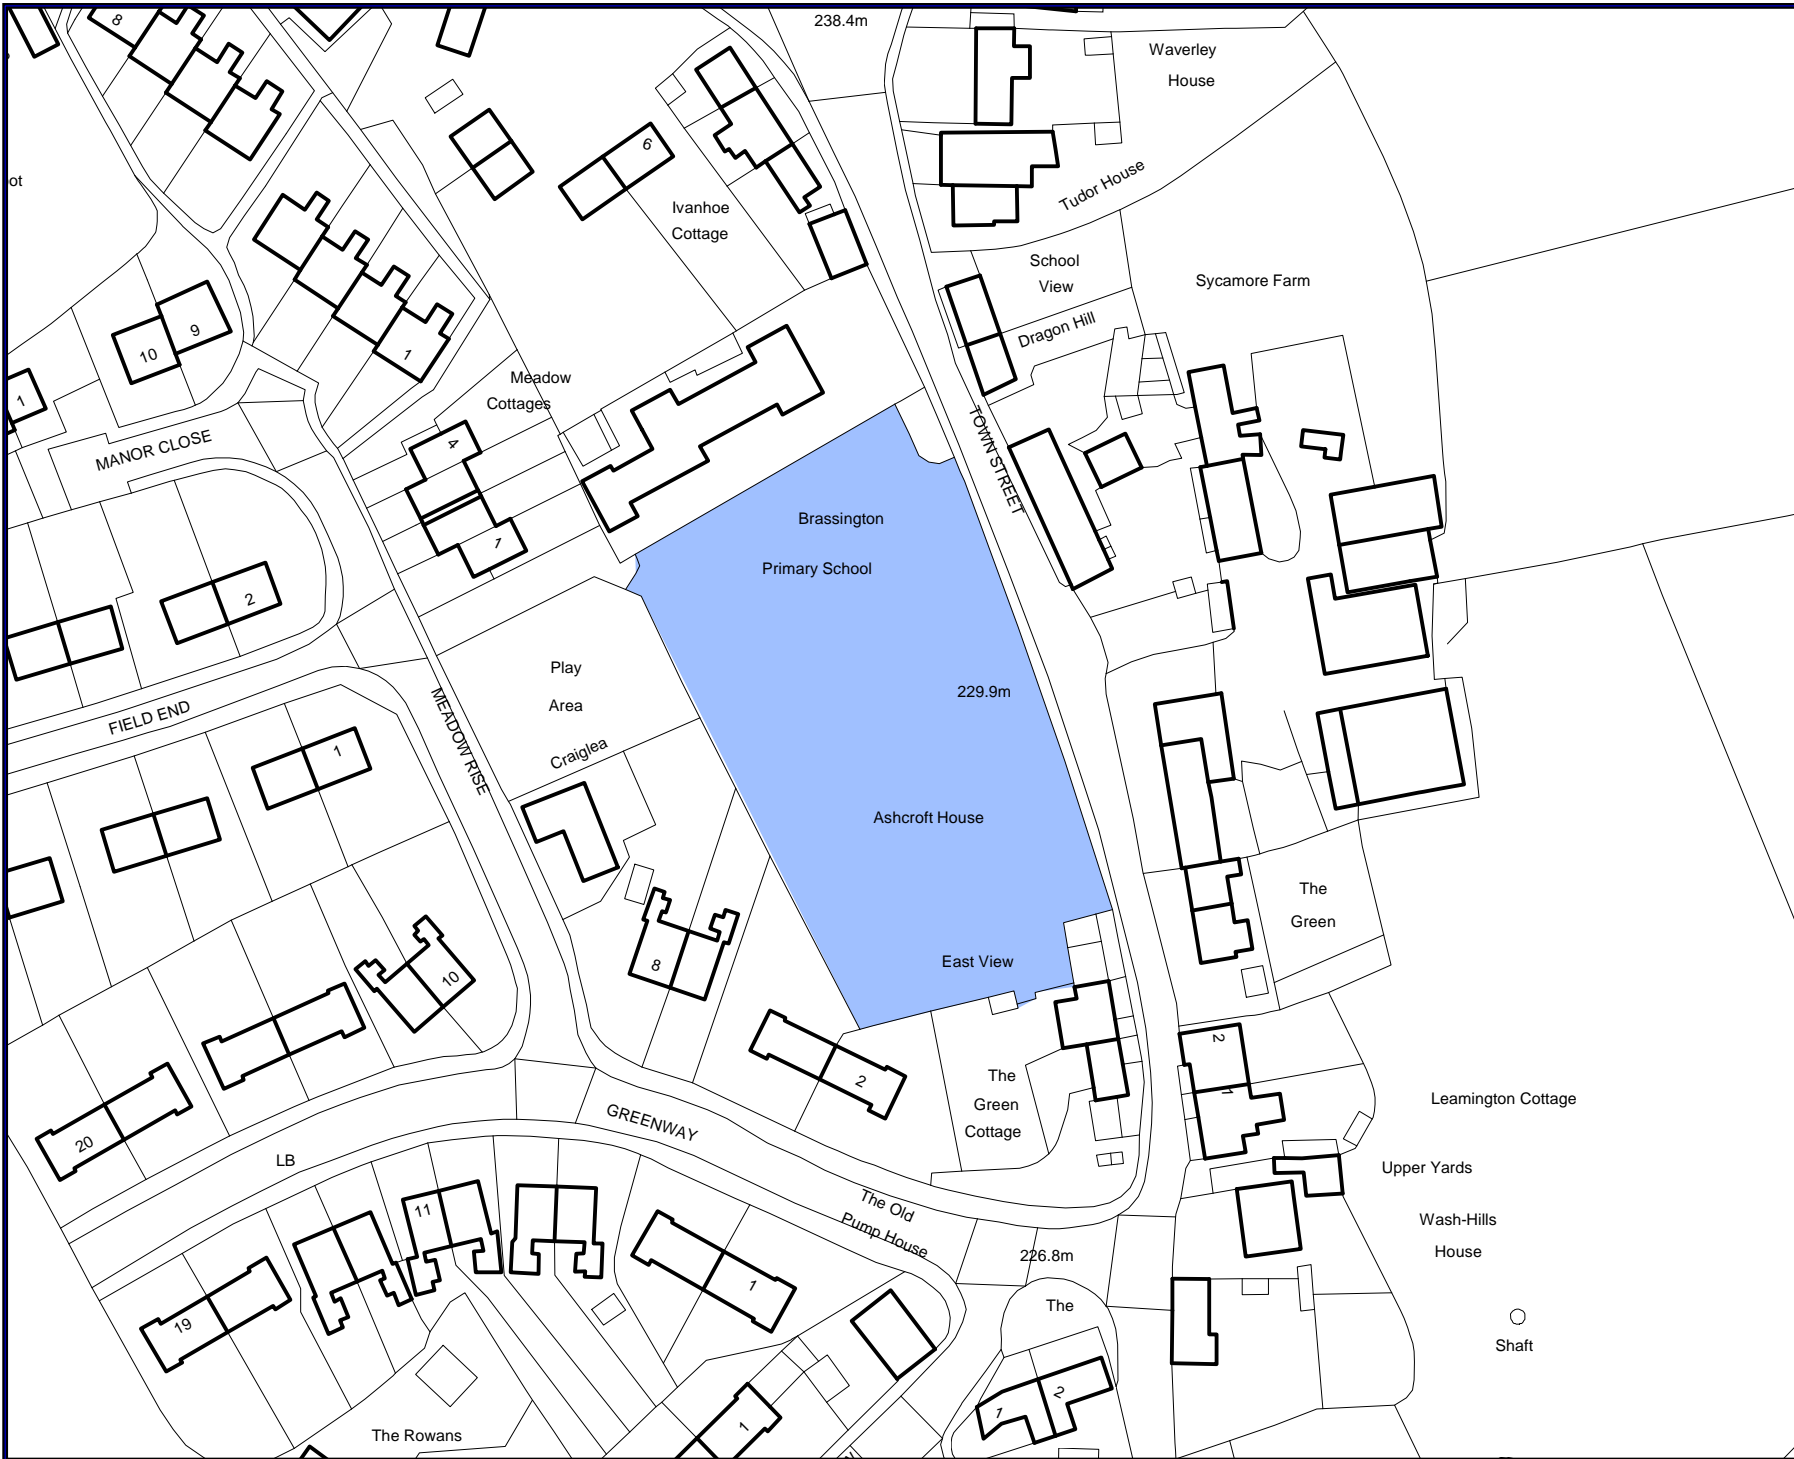 238.4m
8
Waverley
House
ot
6
Tudor House
Ivanhoe
Cottage
School
View
Sycamore Farm
Dragon Hill
9
10
1
1
Meadow
Cottages
MANOR CLOSE
4
TOWN STREET
Brassington
Primary School
1
2
Play
Area
229.9m
FIELD END
MEADOW RISE
Craiglea
1
Ashcroft House
The
Green
East View
8
10
2
The
Green
Cottage
2
1
Leamington Cottage
GREENWAY
20
LB
Upper Yards
The Old
Pump House
11
Wash-Hills
House
226.8m
1
The
19
Shaft
1
2
1
The Rowans